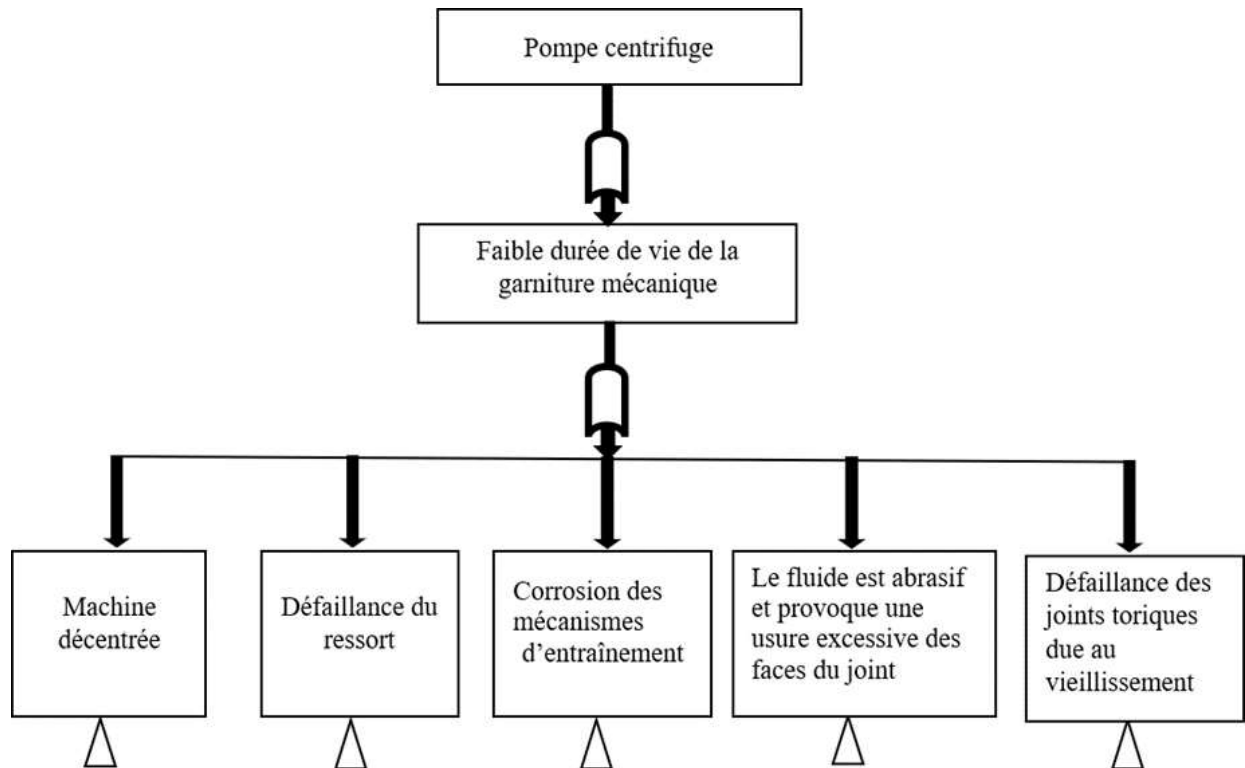 Pompe centrifuge
Faible durée de vie de la
garniture mécanique
Machine
décentrée
Défaillance du
ressort
Corrosion des
mécanismes
d’entraînement
Le fluide est abrasif
et provoque une
usure excessive des
faces du joint
Défaillance des
joints toriques
due au
vieillissement